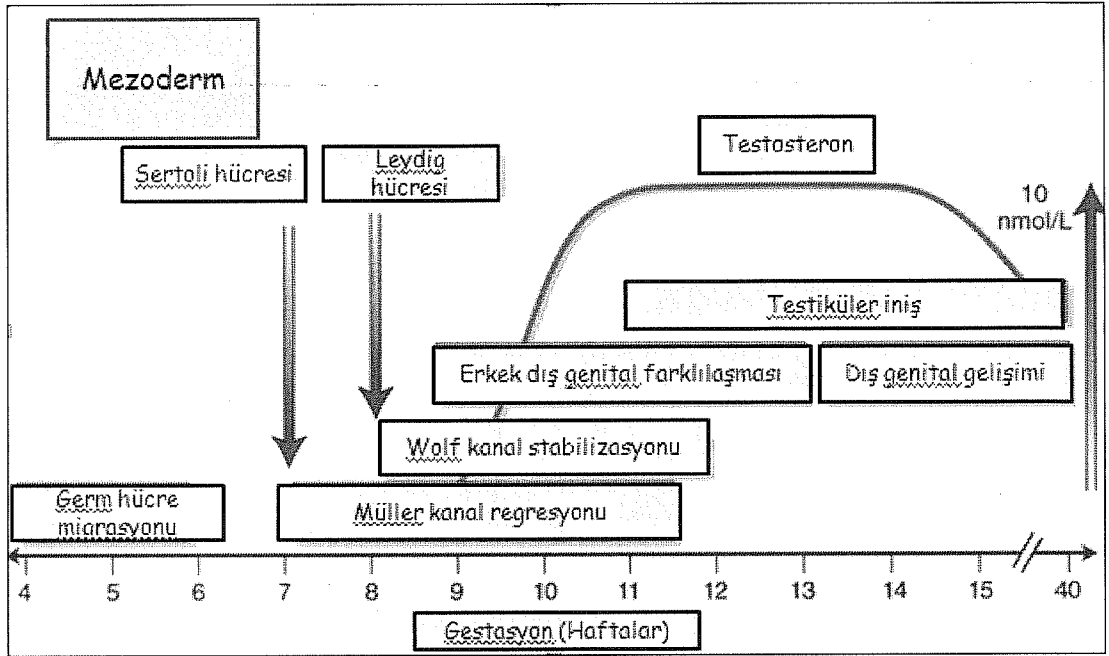 Mezoderm
Sertoli hücresi
Leydig
hücresi
Testosteron
10
nmol/L
Testiküler iniş
Erkek dış genital farklılaşması
Dış genital gelişimi
Wolf kanal stabilizasyonu
Germ hücre
migrasyonu
Müller kanal regresyonu
4 5 6 7 8 9 10 11 12 13 14 15 40
Gestasyon (Haftalar)